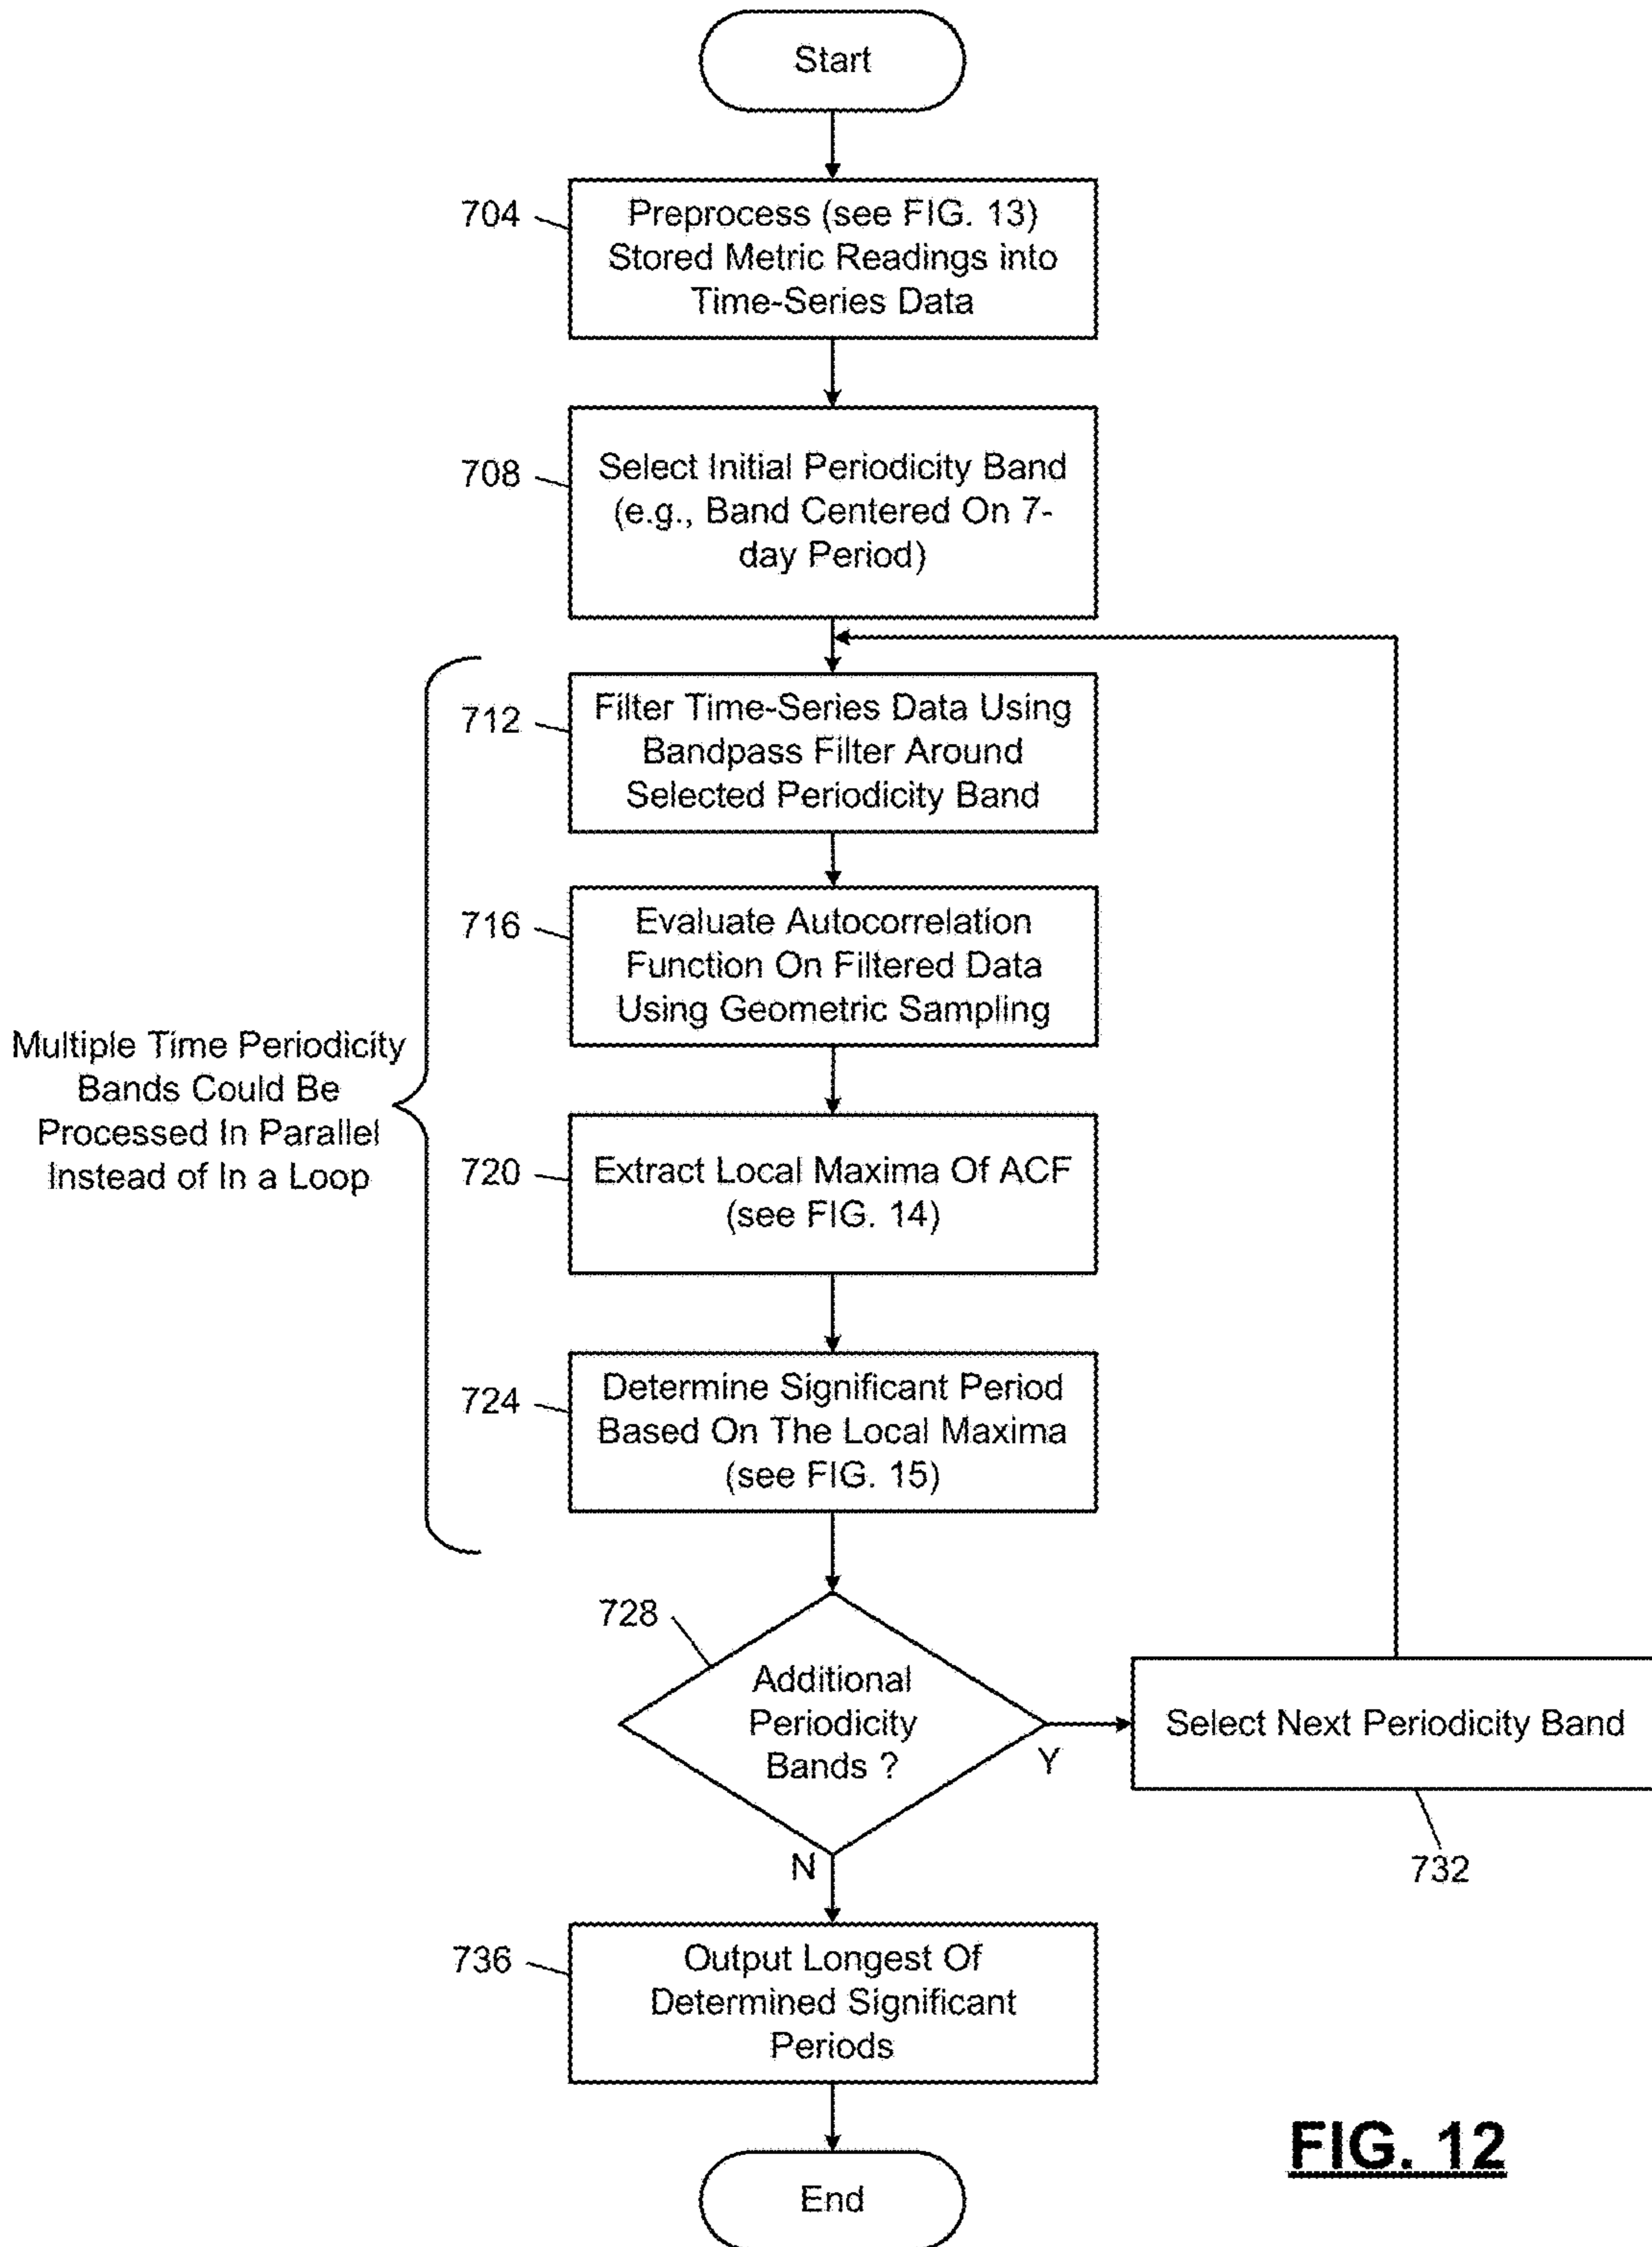 Start
704
Preprocess (see FIG. 13)
Stored Metric Readings into
Time-Series Data
708
Select Initial Periodicity Band
(e.g., Band Centered On 7-
day Period)
712
Filter Time-Series Data Using
Bandpass Filter Around
Selected Periodicity Band
716
Evaluate Autocorrelation
Function On Filtered Data
Using Geometric Sampling
Multiple Time Periodicity
Bands Could Be
Processed In Parallel
Instead of In a Loop
720
Extract Local Maxima Of ACF
(see FIG. 14)
724
Determine Significant Period
Based On The Local Maxima
(see FIG. 15)
728
Additional
Periodicity
Bands ?
Y
Select Next Periodicity Band
732
N
736
Output Longest Of
Determined Significant
Periods
End
FIG. 12